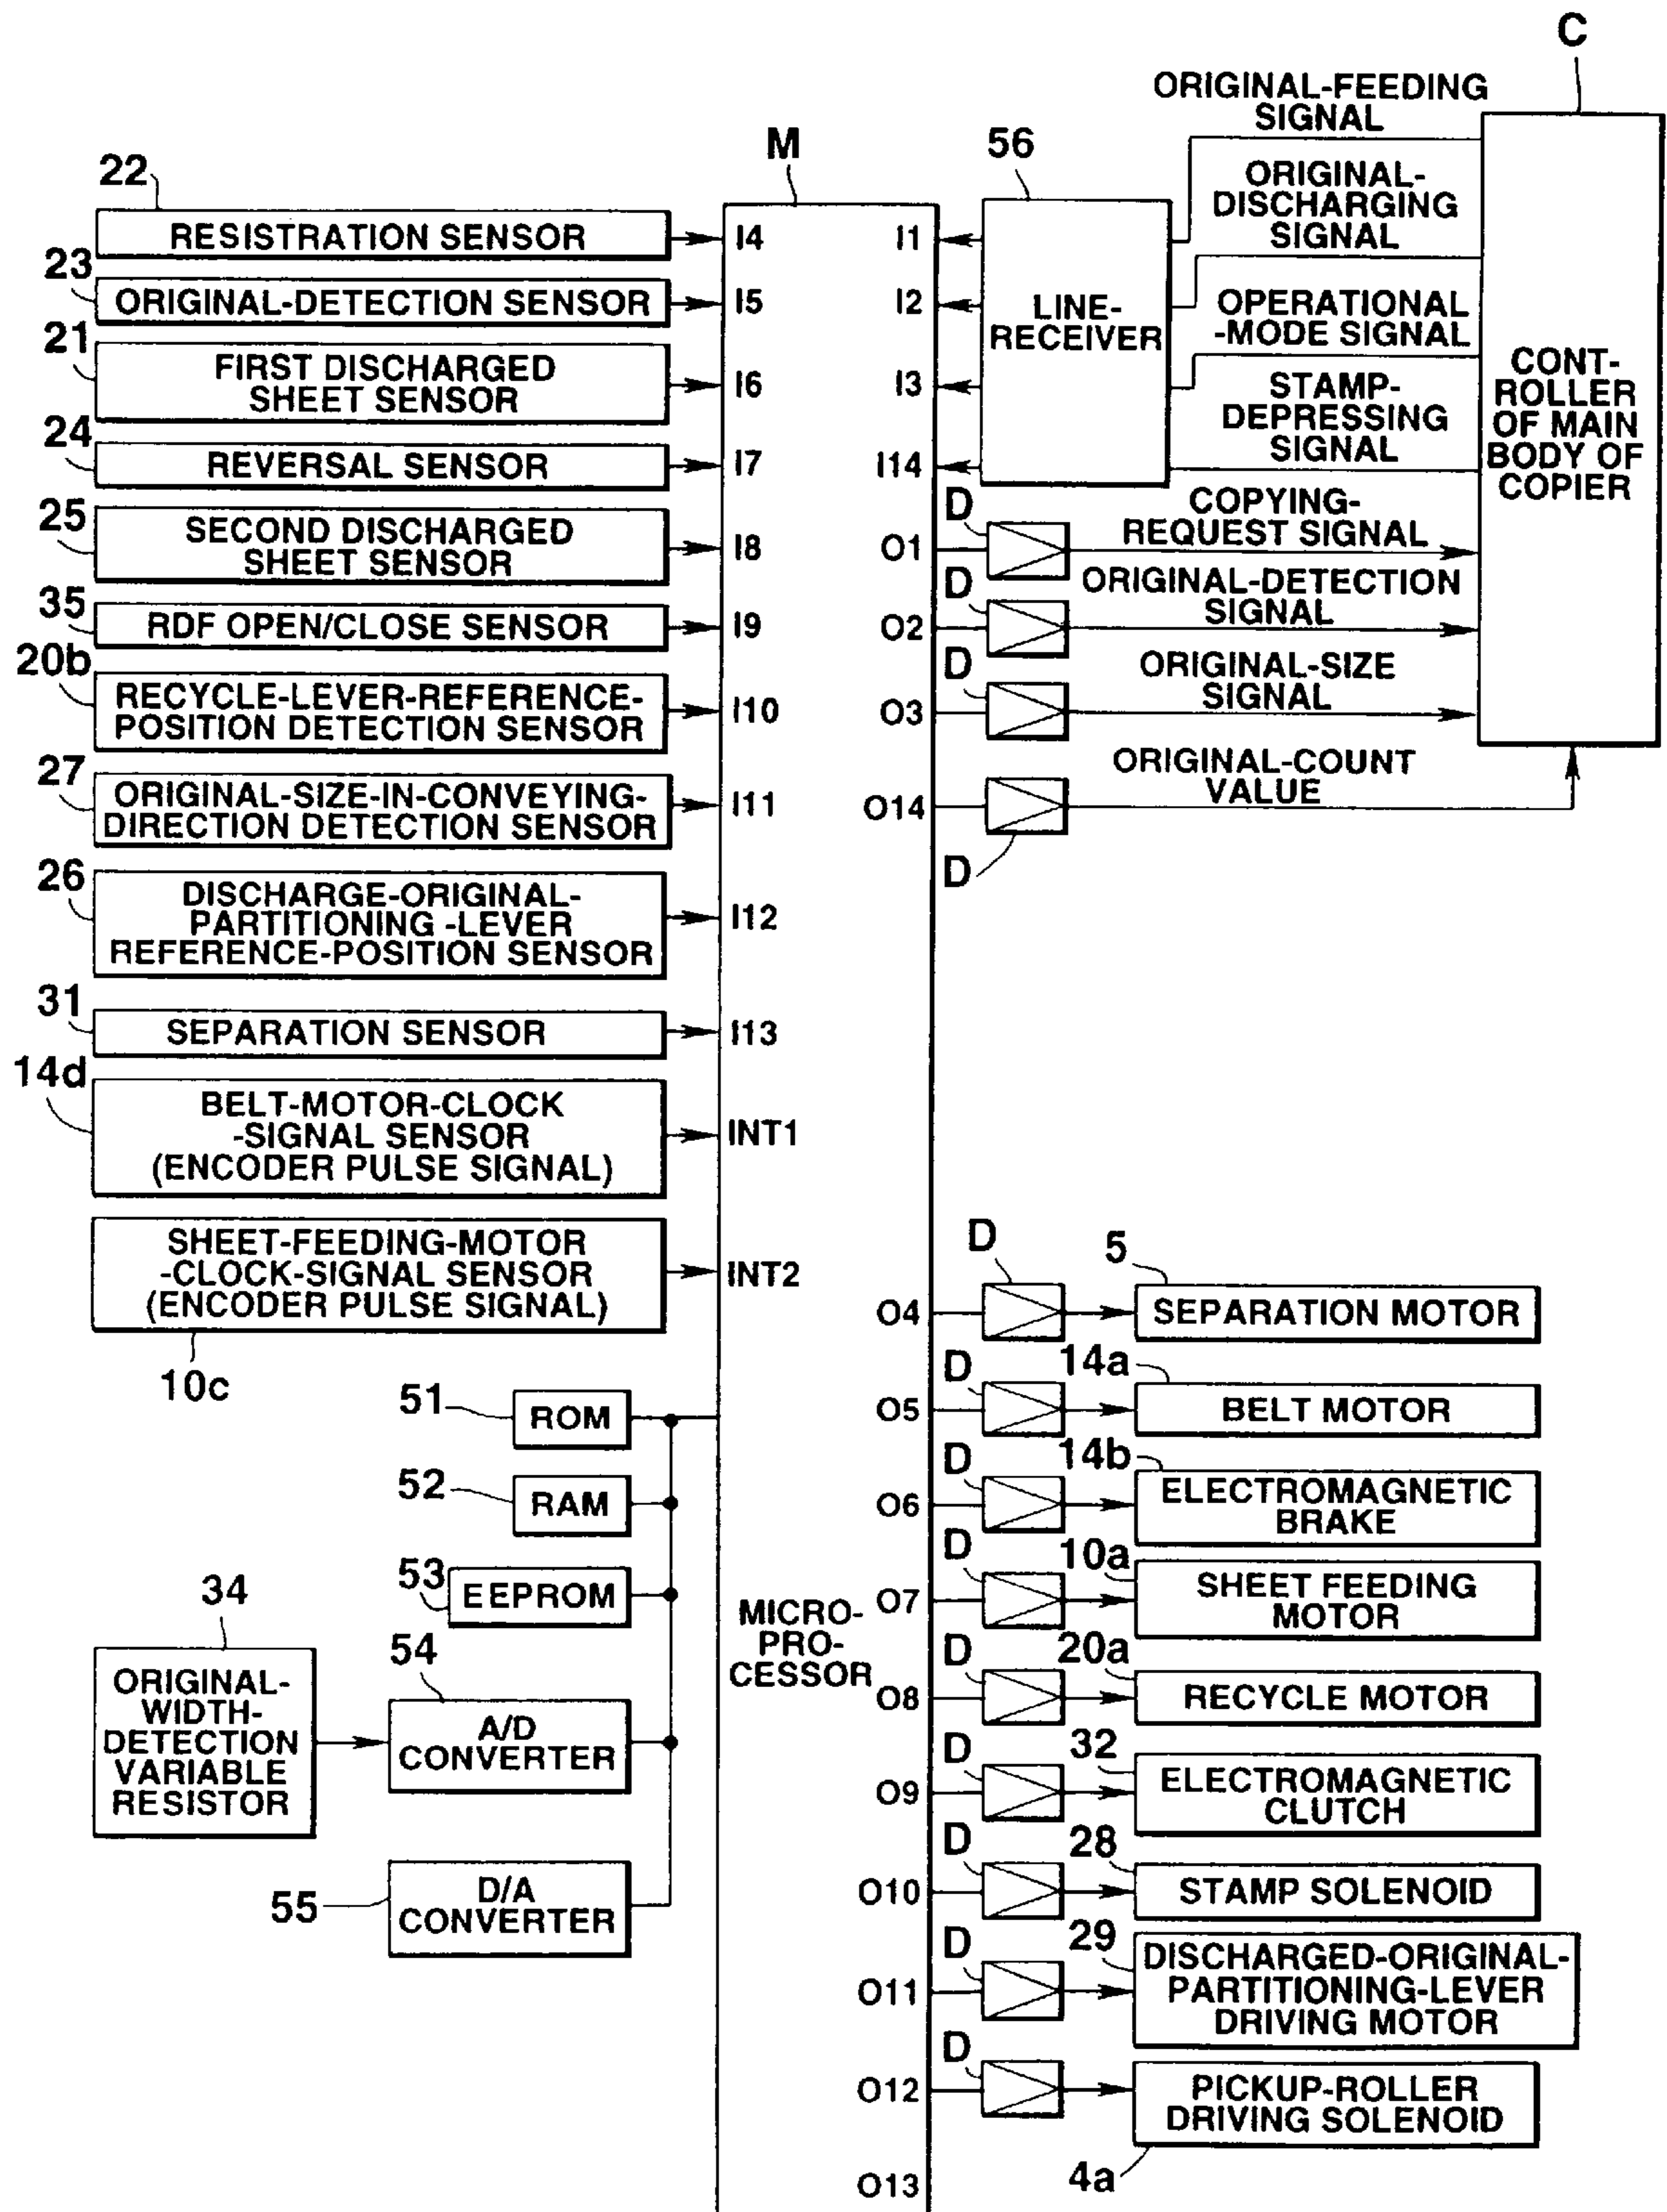 C
ORIGINAL-FEEDING
SIGNAL
M
56
22
RESISTRATION SENSOR
I4
I1
ORIGINAL-
DISCHARGING
SIGNAL
23
ORIGINAL-DETECTION SENSOR
I5
I2
LINE-
RECEIVER
OPERATIONAL
-MODE SIGNAL
21
FIRST DISCHARGED
SHEET SENSOR
I6
I3
STAMP-
DEPRESSING
SIGNAL
CONT-
ROLLER
OF MAIN
BODY OF
COPIER
24
REVERSAL SENSOR
I7
I14
25
SECOND DISCHARGED
SHEET SENSOR
I8
O1
D
COPYING-
REQUEST SIGNAL
35
RDF OPEN/CLOSE SENSOR
I9
O2
D
ORIGINAL-DETECTION
SIGNAL
20b
RECYCLE-LEVER-REFERENCE-
POSITION DETECTION SENSOR
I10
O3
D
ORIGINAL-SIZE
SIGNAL
27
ORIGINAL-SIZE-IN-CONVEYING-
DIRECTION DETECTION SENSOR
I11
O14
D
ORIGINAL-COUNT
VALUE
26
DISCHARGE-ORIGINAL-
PARTITIONING -LEVER
REFERENCE-POSITION SENSOR
I12
31
SEPARATION SENSOR
I13
14d
BELT-MOTOR-CLOCK
-SIGNAL SENSOR
(ENCODER PULSE SIGNAL)
INT1
SHEET-FEEDING-MOTOR
-CLOCK-SIGNAL SENSOR
(ENCODER PULSE SIGNAL)
INT2
10c
51
ROM
52
RAM
53
EEPROM
34
ORIGINAL-
WIDTH-
DETECTION
VARIABLE
RESISTOR
54
A/D
CONVERTER
55
D/A
CONVERTER
MICRO-
PRO-
CESSOR
O4
D
5
SEPARATION MOTOR
O5
D
14a
BELT MOTOR
O6
D
14b
ELECTROMAGNETIC
BRAKE
O7
D
10a
SHEET FEEDING
MOTOR
O8
D
20a
RECYCLE MOTOR
O9
D
32
ELECTROMAGNETIC
CLUTCH
O10
D
28
STAMP SOLENOID
O11
D
29
DISCHARGED-ORIGINAL-
PARTITIONING-LEVER
DRIVING MOTOR
O12
D
PICKUP-ROLLER
DRIVING SOLENOID
4a
O13